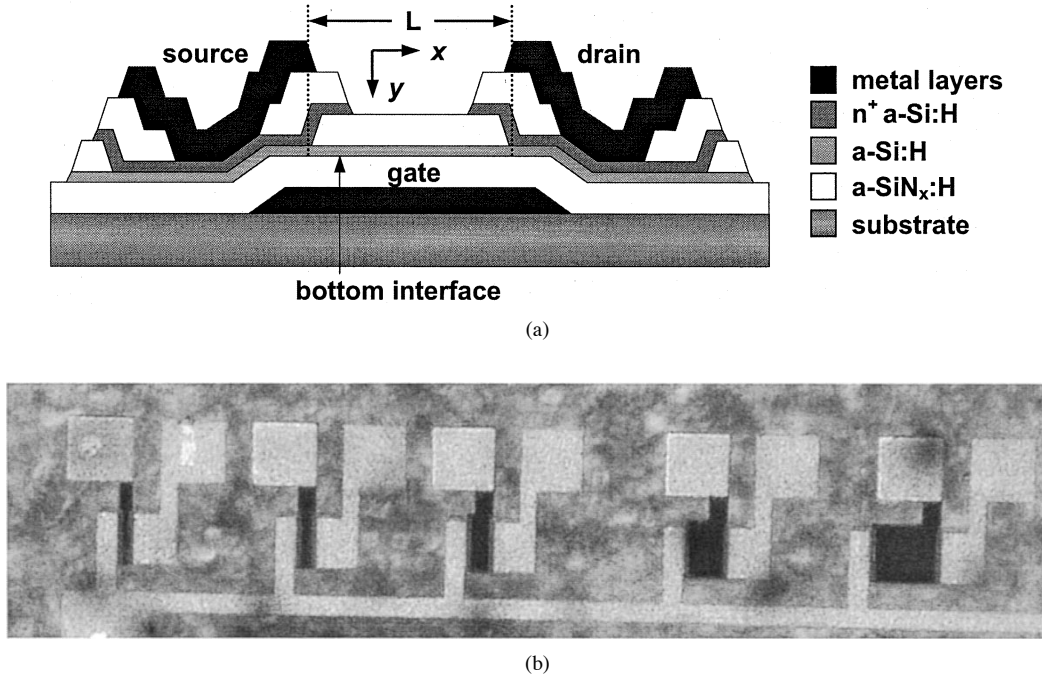 L
source
x
drain
y
gate
bottom interface
metal layers
n⁺ a-Si:H
a-Si:H
a-SiNₓ:H
substrate
(a)
(b)